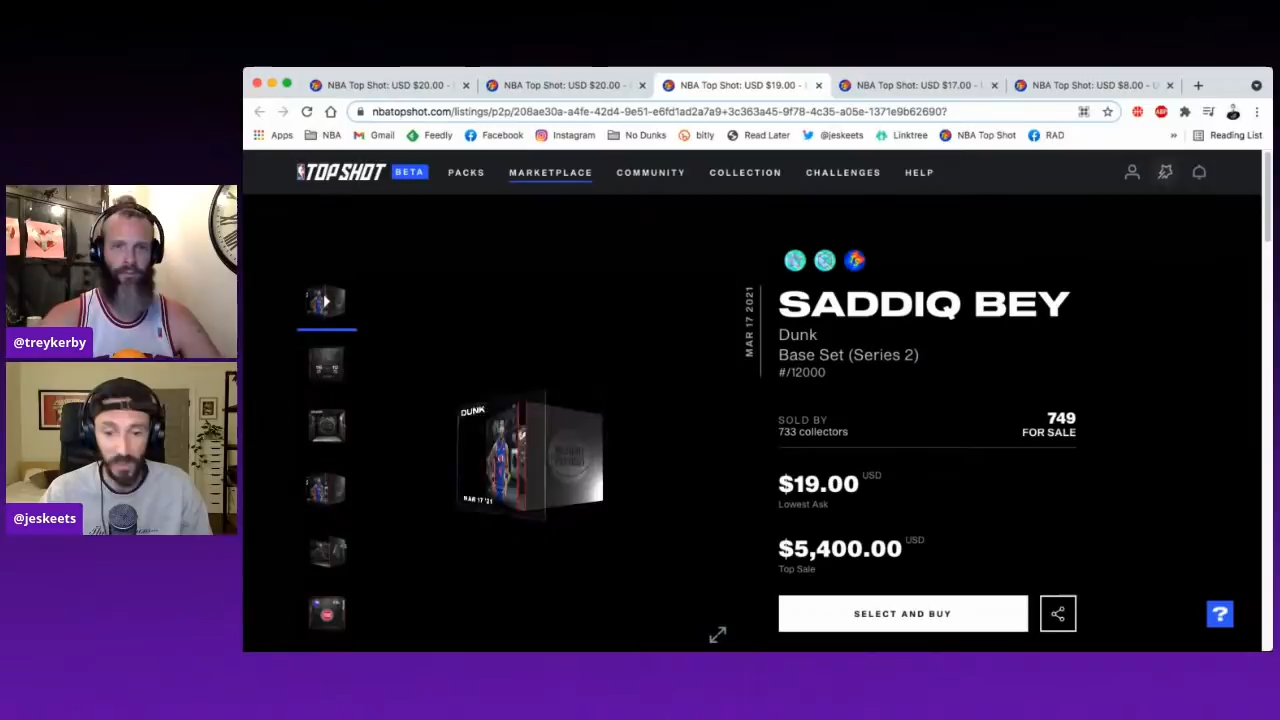 NBA Top Shot: USD $20.00 -
NBA Top Shot: USD $20.00 -
NBA Top Shot: USD $19.00 -
NBA Top Shot: USD $17.00 -
NBA Top Shot: USD $8.00 - U
nbatopshot.com/listings/p2p/208ae30a-a4fe-42d4-9e51-e6fd1ad2a7a9+3c363a45-9f78-4c35-a05e-1371e9b62690?
Apps NBA Gmail Feedly Facebook Instagram No Dunks bitly Read Later @jeskeets Linktree NBA Top Shot RAD » Reading List
TOP SHOT BETA PACKS MARKETPLACE COMMUNITY COLLECTION CHALLENGES HELP
@treykerby
@jeskeets
DUNK
MAR 17 '21
MAR 17 2021
SADDIQ BEY
Dunk
Base Set (Series 2)
#/12000
SOLD BY
733 collectors
749
FOR SALE
$19.00 USD
Lowest Ask
$5,400.00 USD
Top Sale
SELECT AND BUY
?